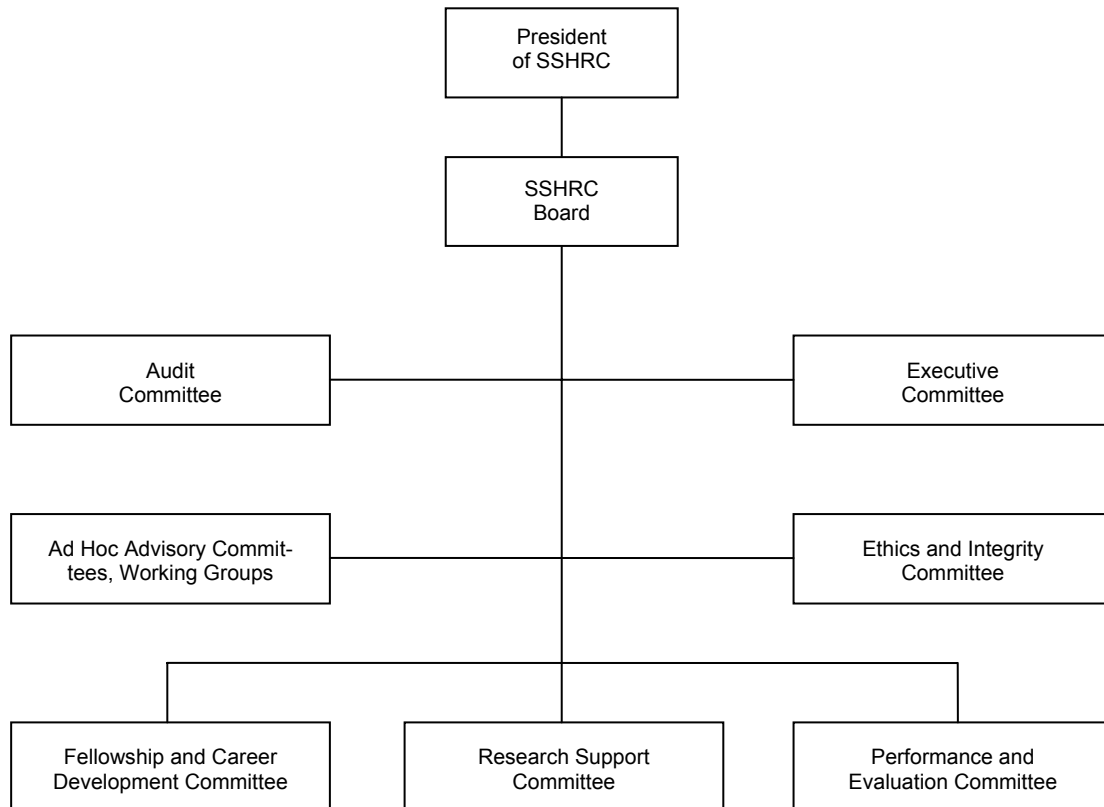 President
of SSHRC
SSHRC
Board
Audit
Committee
Executive
Committee
Ad Hoc Advisory Commit-
tees, Working Groups
Ethics and Integrity
Committee
Fellowship and Career
Development Committee
Research Support
Committee
Performance and
Evaluation Committee